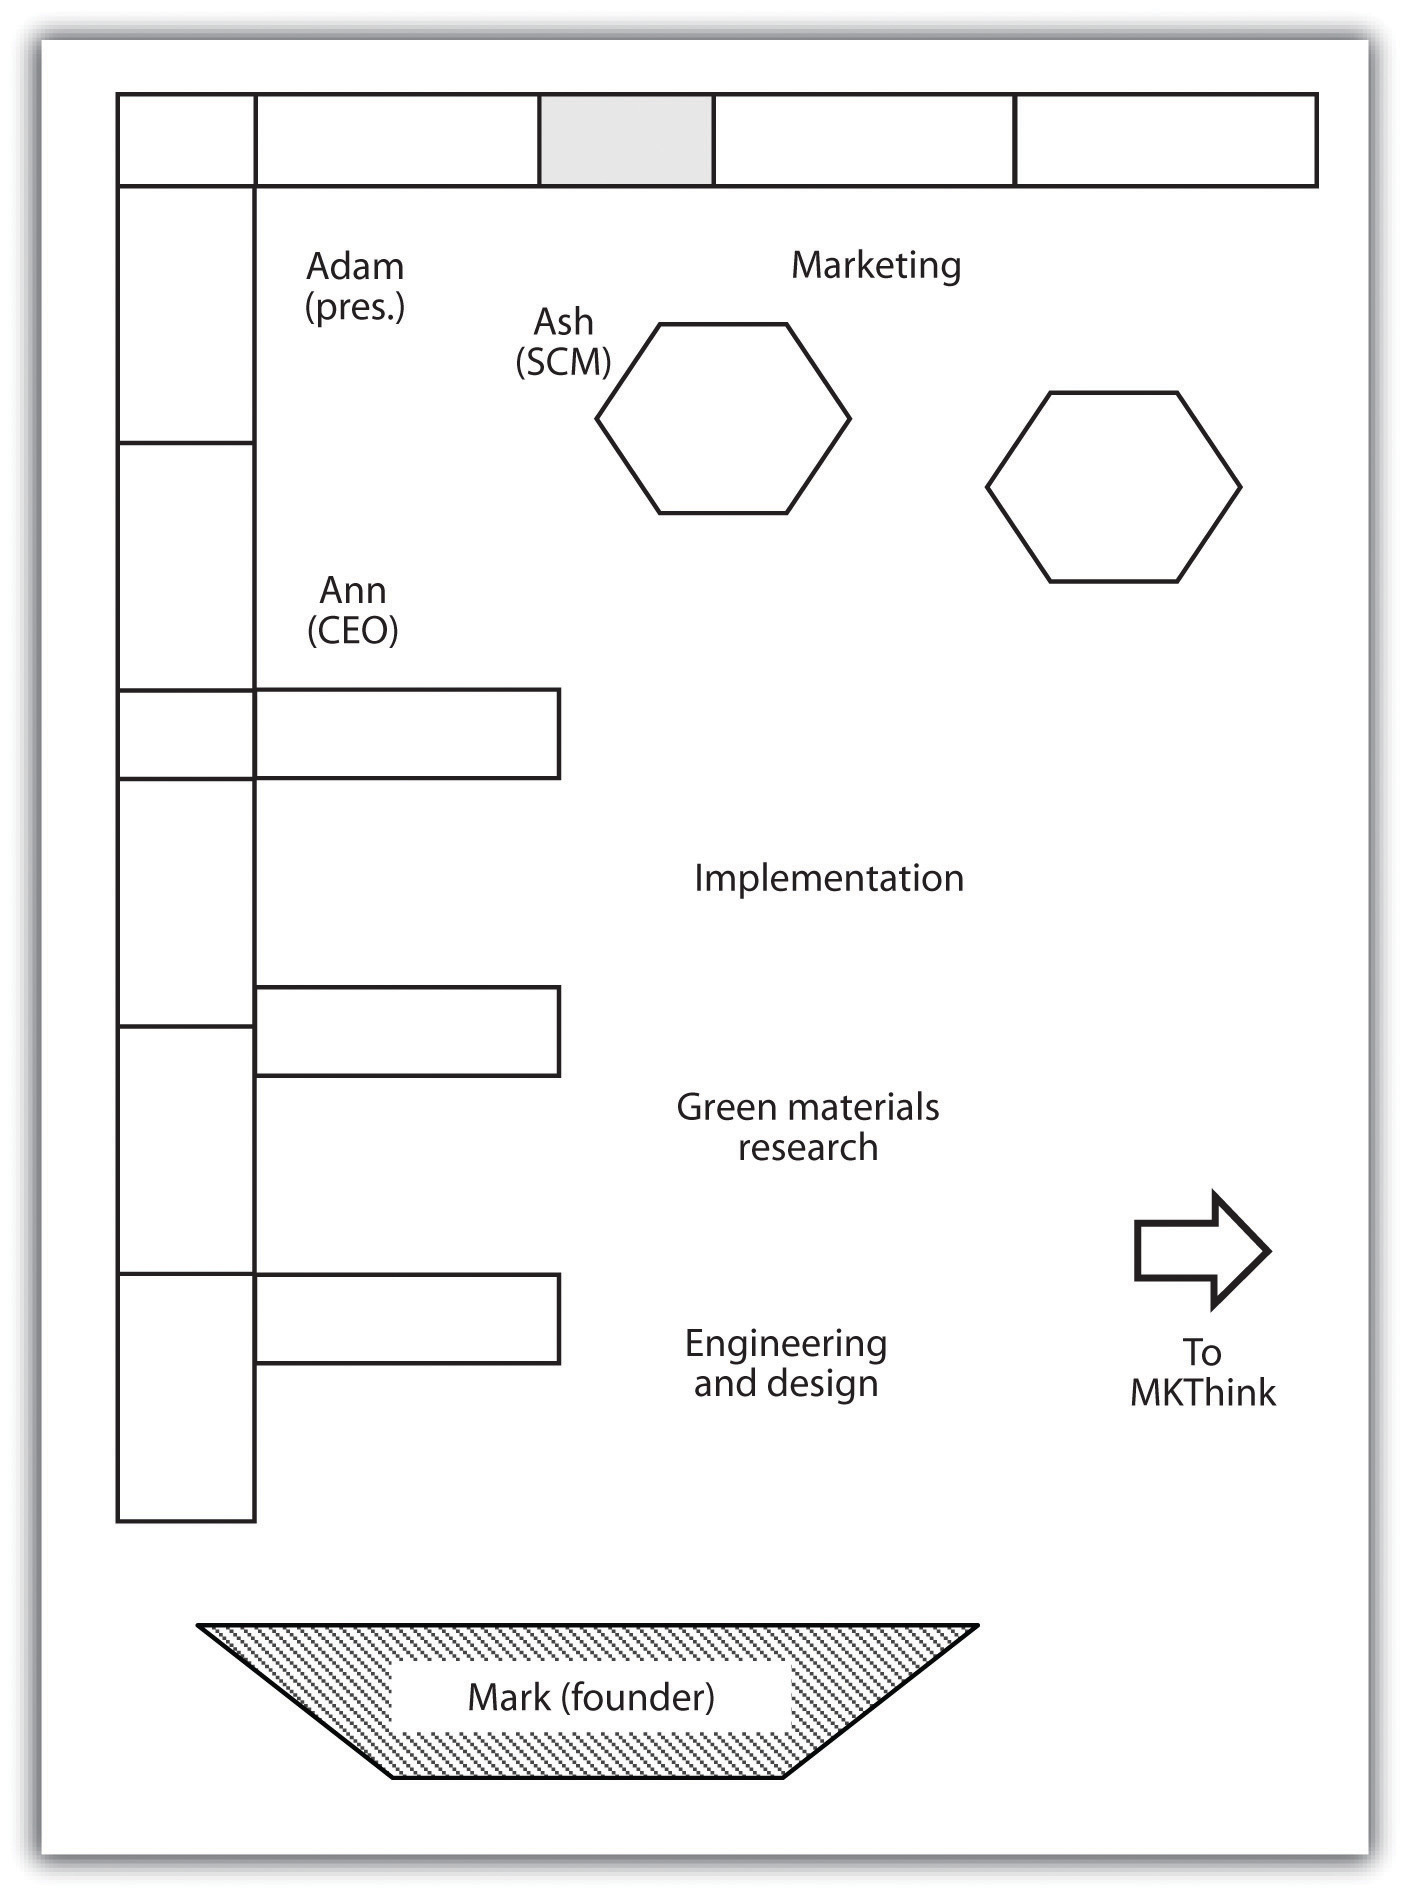 Adam
(pres.)
Marketing
Ash
(SCM)
Ann
(CEO)
Implementation
Green materials
research
Engineering
and design
To
MKThink
Mark (founder)